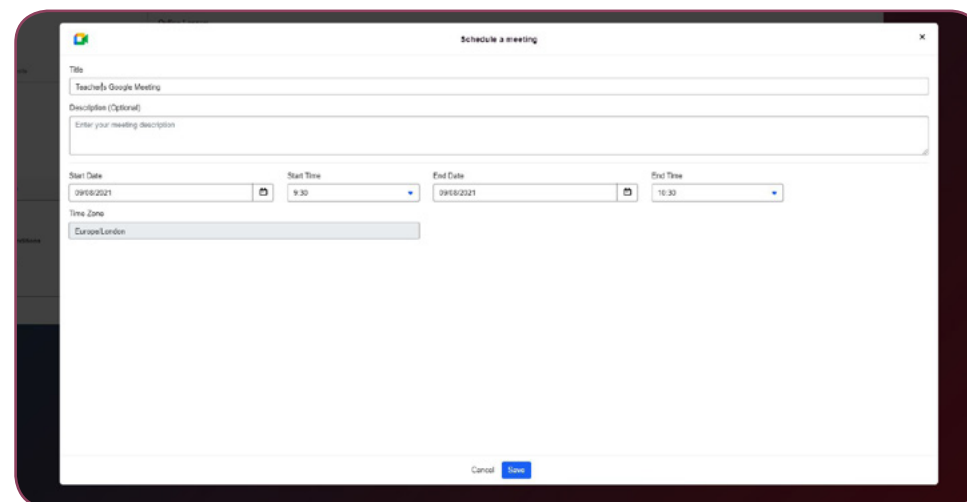 Schedule a meeting ×
Title
Teacher's Google Meeting
Description (Optional)
Enter your meeting description
Start Date Start Time End Date End Time
09/08/2021 9:30 09/08/2021 10:30
Time Zone
Europe/London
Cancel Save